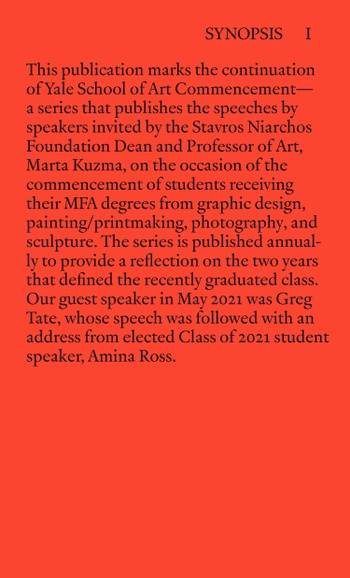 SYNOPSIS I
This publication marks the continuation
of Yale School of Art Commencement—
a series that publishes the speeches by
speakers invited by the Stavros Niarchos
Foundation Dean and Professor of Art,
Marta Kuzma, on the occasion of the
commencement of students receiving
their MFA degrees from graphic design,
painting/printmaking, photography, and
sculpture. The series is published annual-
ly to provide a reflection on the two years
that defined the recently graduated class.
Our guest speaker in May 2021 was Greg
Tate, whose speech was followed with an
address from elected Class of 2021 student
speaker, Amina Ross.